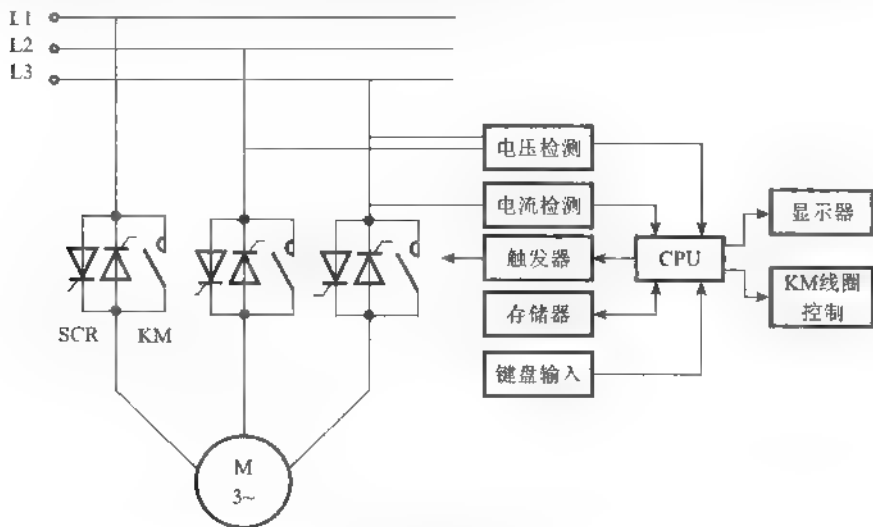 L1
L2
L3
电压检测
电流检测
显示器
触发器
CPU
KM线圈
控制
存储器
SCR
KM
键盘输入
M
3~